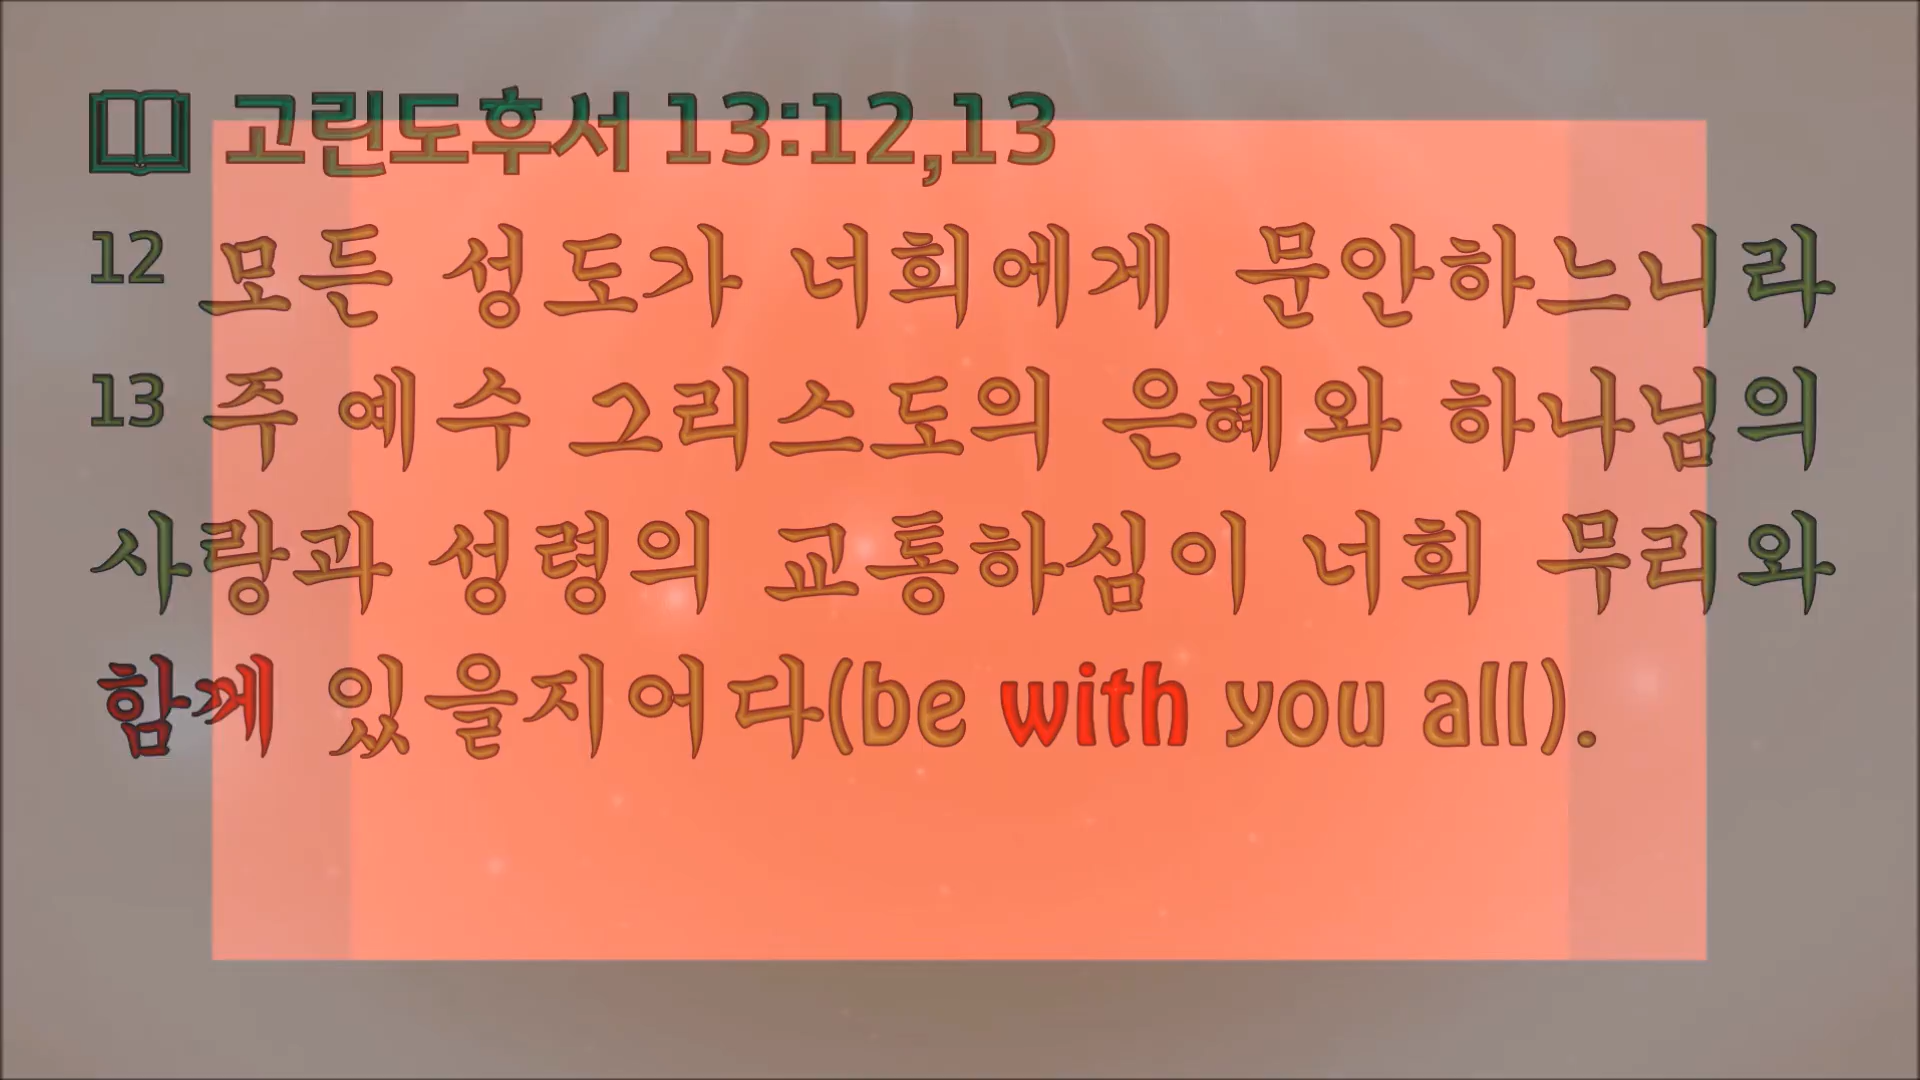 고린도후서 13:12,13
12 모든 성도가 너희에게 문안하느니라
13 주 예수 그리스도의 은혜와 하나님의
사랑과 성령의 교통하심이 너희 무리와
함께 있을지어다(be with you all).